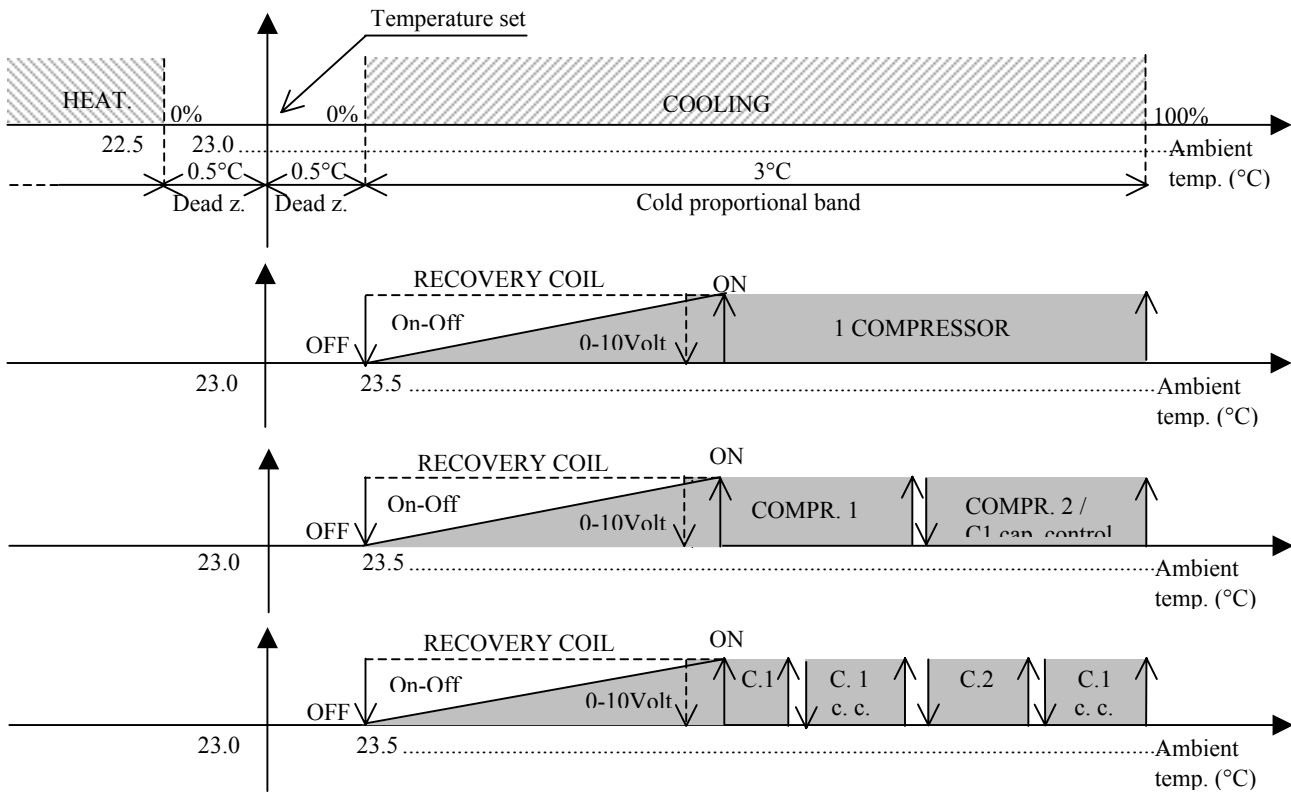 Temperature set
HEAT.
0%
0%
COOLING
100%
22.5
23.0
Ambient
temp. (°C)
0.5°C
0.5°C
3°C
Dead z.
Dead z.
Cold proportional band
RECOVERY COIL
ON
On-Off
1 COMPRESSOR
OFF
0-10Volt
23.0
23.5
Ambient
temp. (°C)
RECOVERY COIL
ON
On-Off
COMPR. 1
COMPR. 2 /
C1 cap. control
OFF
0-10Volt
23.0
23.5
Ambient
temp. (°C)
RECOVERY COIL
ON
On-Off
C.1
C. 1
c. c.
C.2
C.1
c. c.
OFF
0-10Volt
23.0
23.5
Ambient
temp. (°C)